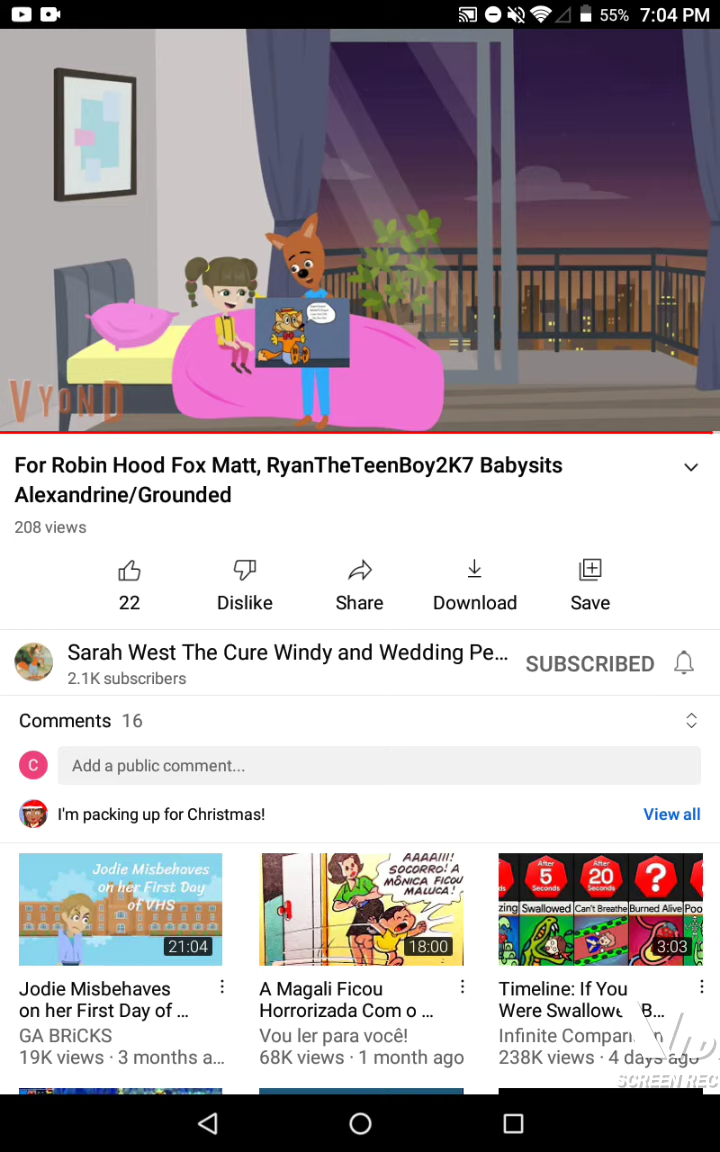 55% 7:04 PM
VYOND
For Robin Hood Fox Matt, RyanTheTeenBoy2K7 Babysits
Alexandrine/Grounded
208 views
22 Dislike Share Download Save
Sarah West The Cure Windy and Wedding Pe... SUBSCRIBED
2.1K subscribers
Comments 16
C Add a public comment...
I'm packing up for Christmas! View all
Jodie Misbehaves
on her First Day
of VHS
21:04
AAAAIII!
SOCORRO! A
MÔNICA FICOU
MALUCA!
18:00
After 5 Seconds
After 20 Seconds
?
Swallowed Can't Breathe Burned Alive
3:03
Jodie Misbehaves
on her First Day of ...
GA BRiCKS
19K views · 3 months a...
A Magali Ficou
Horrorizada Com o ...
Vou ler para você!
68K views · 1 month ago
Timeline: If You
Were Swallowe B...
Infinite Compari n
238K views · 4 days ago
SCREEN REC